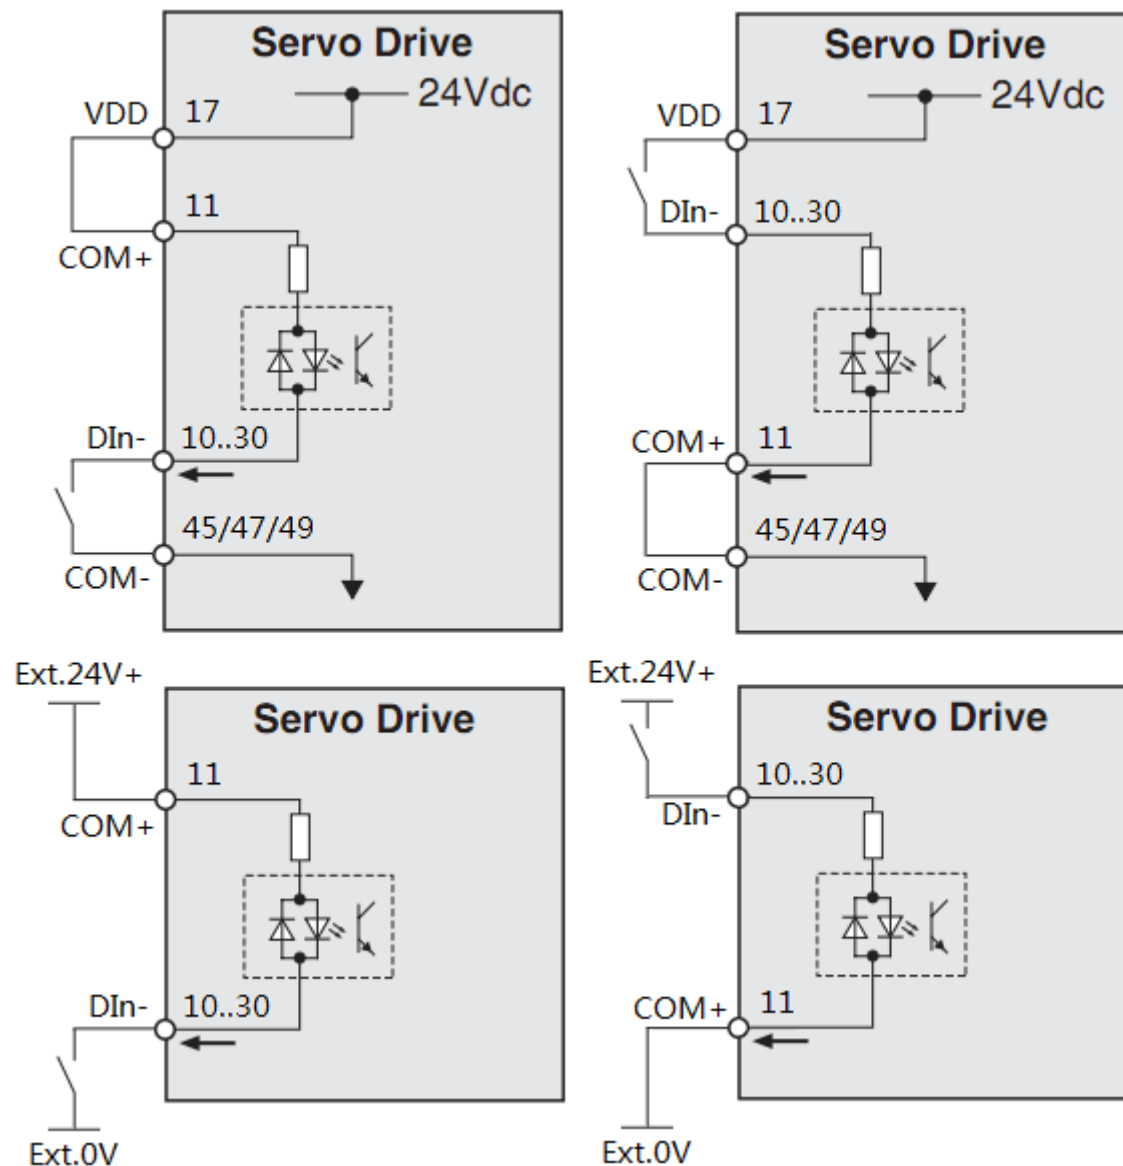 Servo Drive
24Vdc
VDD
17
11
COM+
DIn-
10..30
45/47/49
COM-
Servo Drive
24Vdc
VDD
17
DIn-
10..30
COM+
11
45/47/49
COM-
Ext.24V+
Servo Drive
11
COM+
DIn-
10..30
Ext.0V
Ext.24V+
Servo Drive
10..30
DIn-
COM+
11
Ext.0V